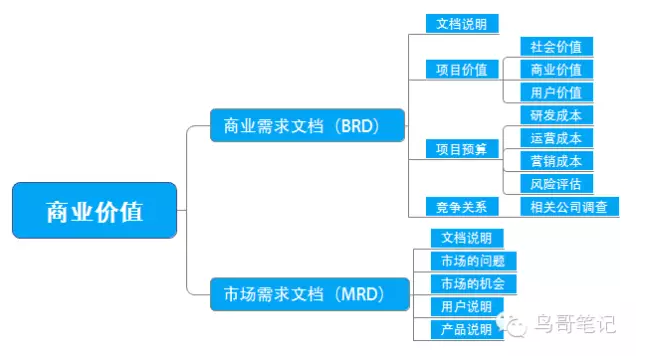 商业价值
商业需求文档（BRD）
文档说明
项目价值
社会价值
商业价值
用户价值
项目预算
研发成本
运营成本
营销成本
风险评估
竞争关系
相关公司调查
市场需求文档（MRD）
文档说明
市场的问题
市场的机会
用户说明
产品说明
鸟哥笔记